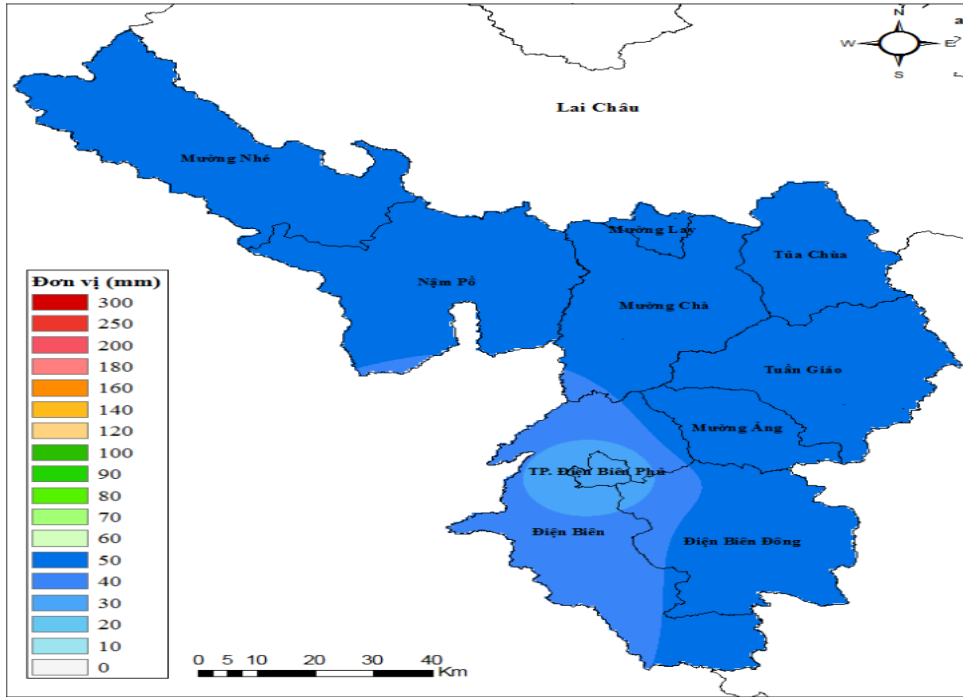 N
W E
S
Lai Châu
Mường Nhé
Mường Lay
Tủa Chùa
Nậm Pồ
Mường Chà
Tuần Giáo
Mường Ảng
TP. Điện Biên Phủ
Điện Biên
Điện Biên Đông
Đơn vị (mm)
300
250
200
180
160
140
120
100
90
80
70
60
50
40
30
20
10
0
0 5 10 20 30 40
Km